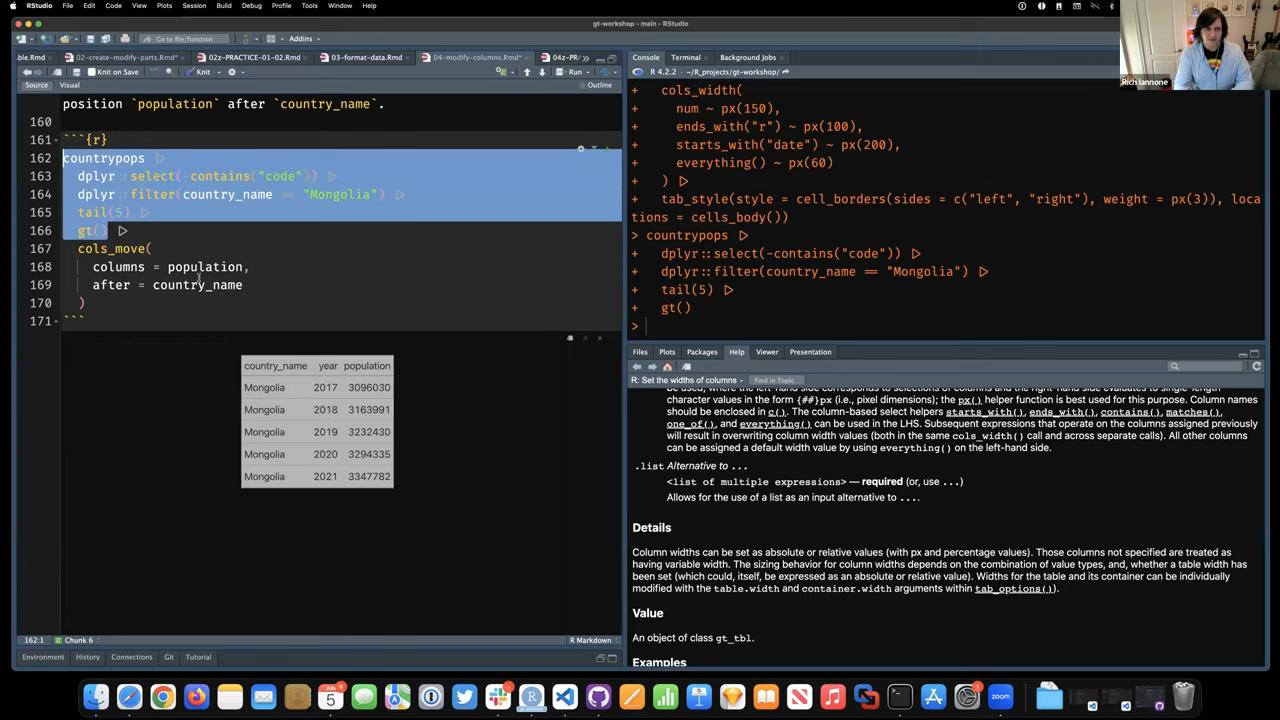 RStudio File Edit Code View Plots Session Build Debug Profile Tools Window Help
gt-workshop - main - RStudio
Go to file/function Addins
ble.Rmd 02-create-modify-parts.Rmd* 02z-PRACTICE-01-02.Rmd 03-format-data.Rmd 04-modify-columns.Rmd* 04z-PR
Knit on Save Knit Run
Source Visual Outline
position `population` after `country_name`.
160
161 ```{r}
162 countrypops |>
163 dplyr::select(-contains("code")) |>
164 dplyr::filter(country_name == "Mongolia") |>
165 tail(5) |>
166 gt() |>
167 cols_move(
168 columns = population,
169 after = country_name
170 )
171 ```
country_name year population
Mongolia 2017 3096030
Mongolia 2018 3163991
Mongolia 2019 3232430
Mongolia 2020 3294335
Mongolia 2021 3347782
162:1 Chunk 6 R Markdown
Environment History Connections Git Tutorial
Console Terminal Background Jobs
R 4.2.2 · ~/R_projects/gt-workshop/
+ cols_width(
+ num ~ px(150),
+ ends_with("r") ~ px(100),
+ starts_with("date") ~ px(200),
+ everything() ~ px(60)
+ ) |>
+ tab_style(style = cell_borders(sides = c("left", "right"), weight = px(3)), loca
tions = cells_body())
> countrypops |>
+ dplyr::select(-contains("code")) |>
+ dplyr::filter(country_name == "Mongolia") |>
+ tail(5) |>
+ gt()
>
Files Plots Packages Help Viewer Presentation
R: Set the widths of columns Find in Topic
be used, where the left-hand side corresponds to selections of columns and the right-hand side evaluates to single-length
character values in the form {##}px (i.e., pixel dimensions); the px() helper function is best used for this purpose. Column names
should be enclosed in c(). The column-based select helpers starts_with(), ends_with(), contains(), matches(),
one_of(), and everything() can be used in the LHS. Subsequent expressions that operate on the columns assigned previously
will result in overwriting column width values (both in the same cols_width() call and across separate calls). All other columns
can be assigned a default width value by using everything() on the left-hand side.
.list Alternative to ...
<list of multiple expressions> — required (or, use ...)
Allows for the use of a list as an input alternative to ....
Details
Column widths can be set as absolute or relative values (with px and percentage values). Those columns not specified are treated as
having variable width. The sizing behavior for column widths depends on the combination of value types, and, whether a table width has
been set (which could, itself, be expressed as an absolute or relative value). Widths for the table and its container can be individually
modified with the table.width and container.width arguments within tab_options().
Value
An object of class gt_tbl.
Examples
Rich Iannone
JUN
5
zoom